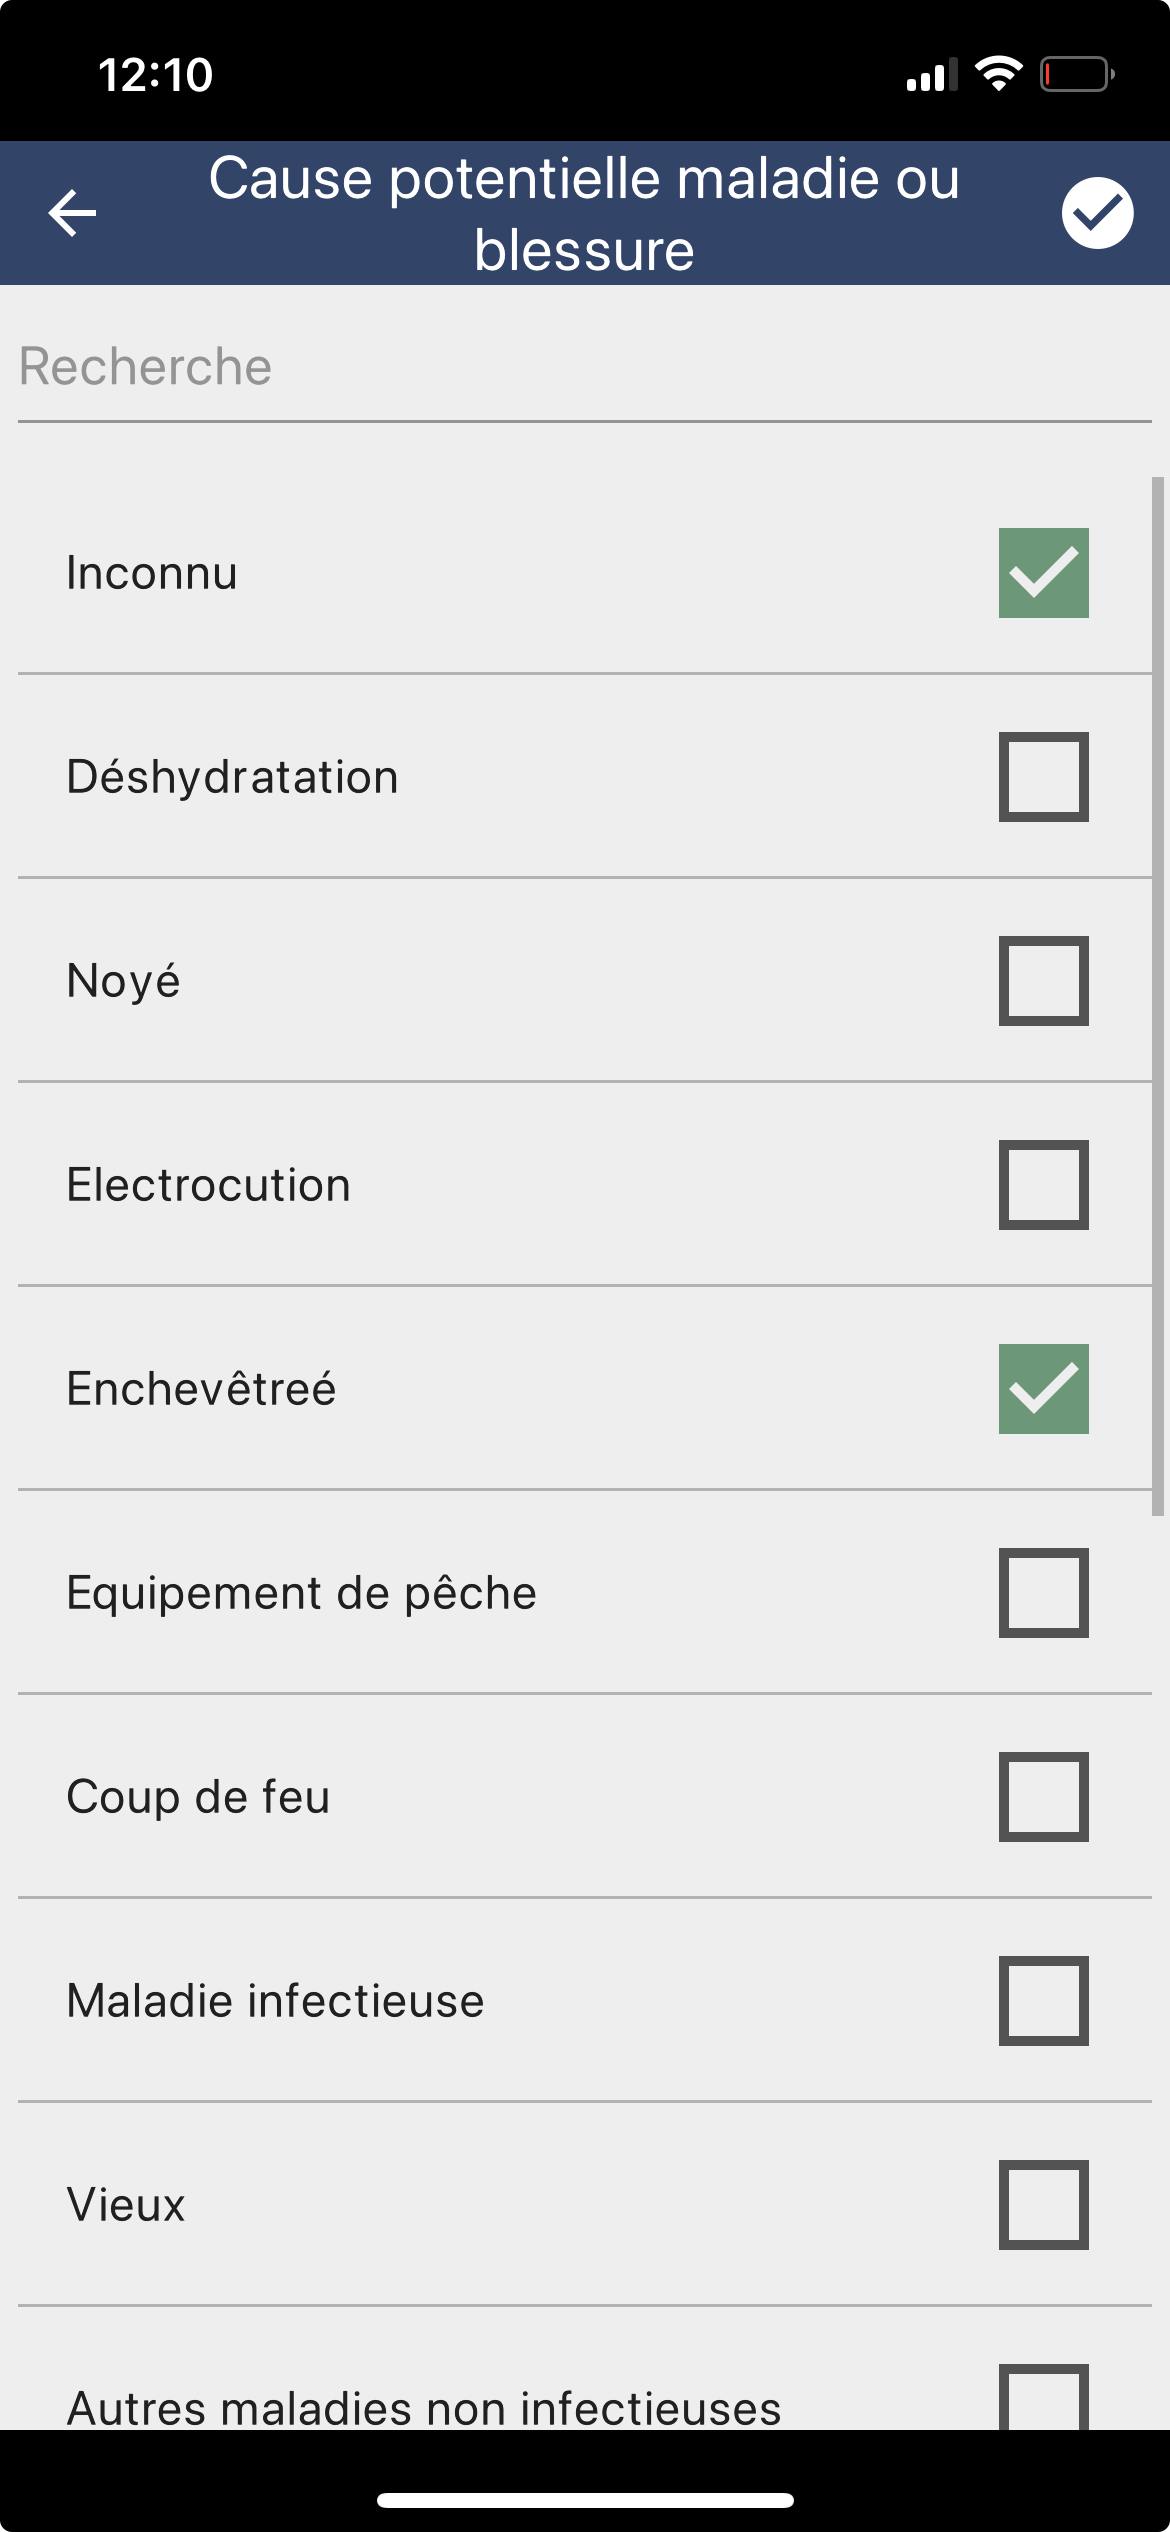 12:10
Cause potentielle maladie ou
blessure
Recherche
Inconnu
Déshydratation
Noyé
Electrocution
Enchevêtreé
Equipement de pêche
Coup de feu
Maladie infectieuse
Vieux
Autres maladies non infectieuses